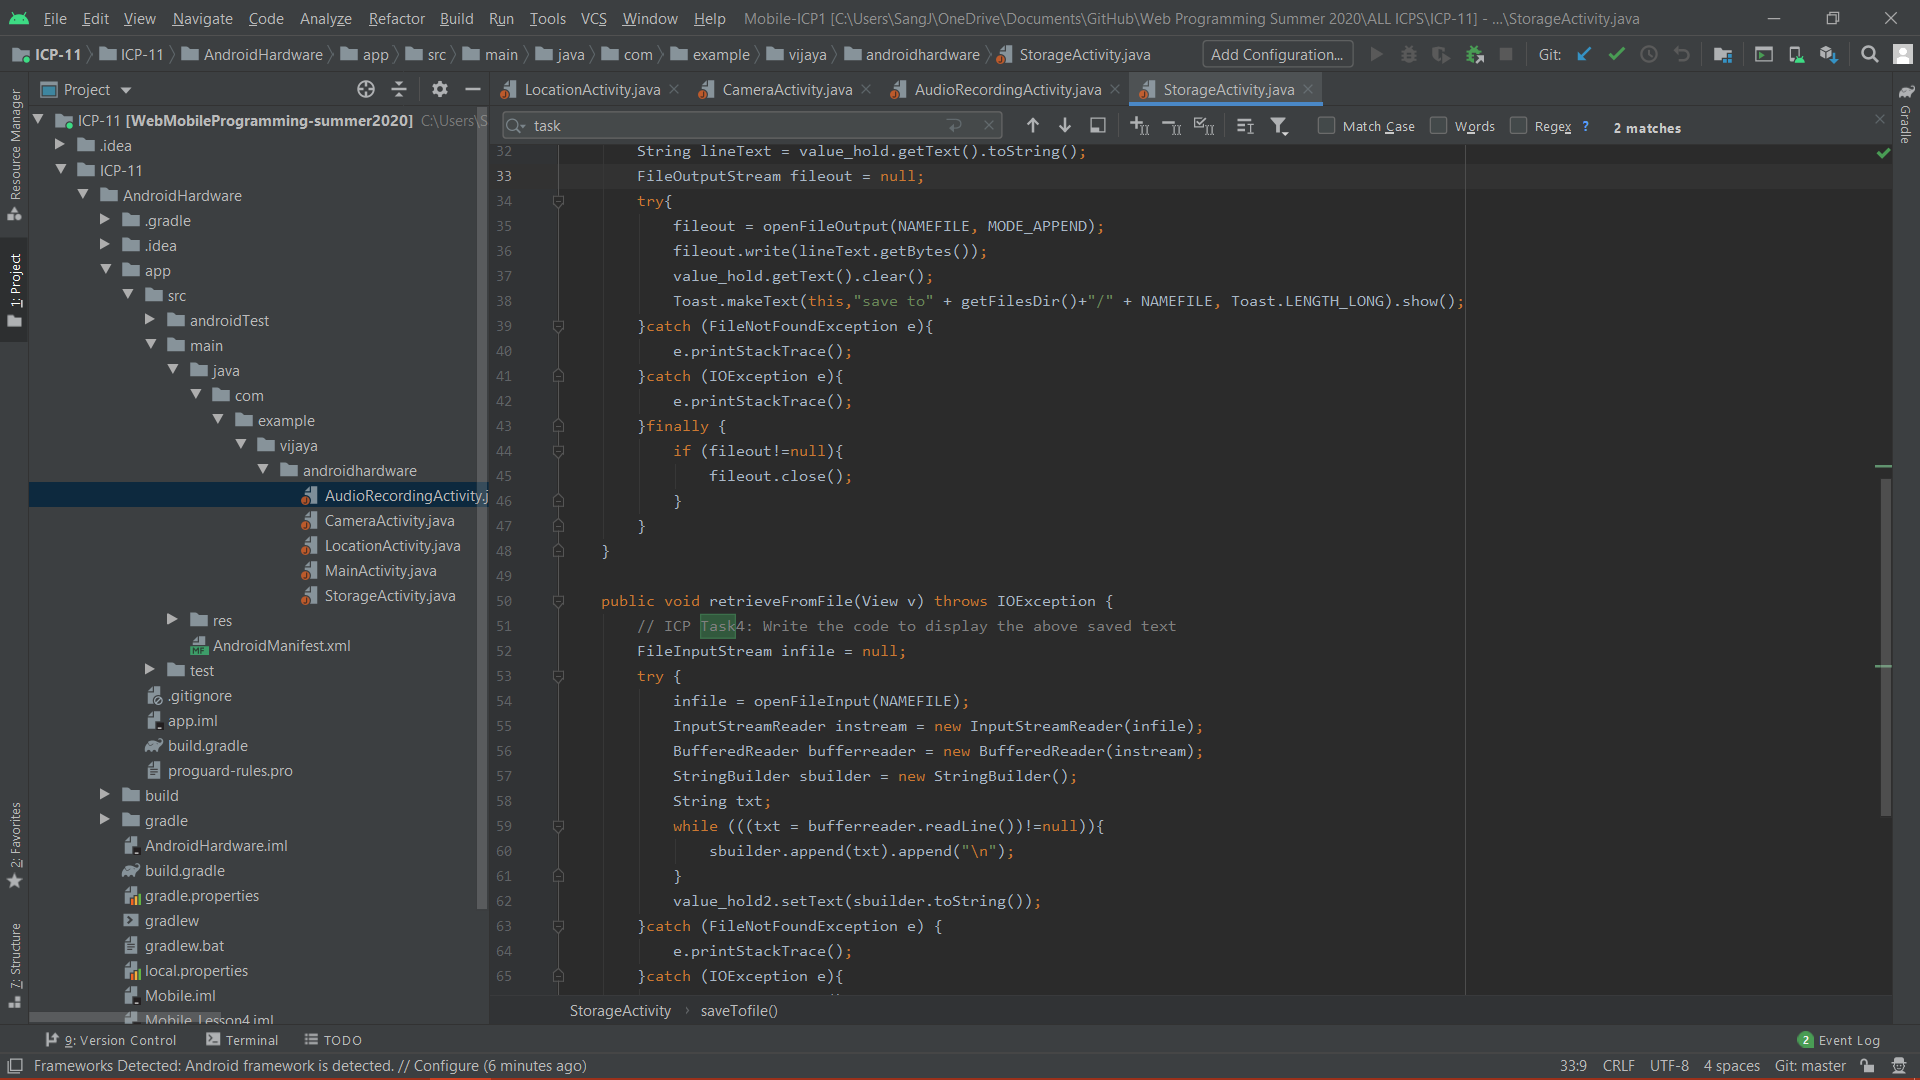 File Edit View Navigate Code Analyze Refactor Build Run Tools VCS Window Help Mobile-ICP1 [C:\Users\SangJ\OneDrive\Documents\GitHub\Web Programming Summer 2020\ALL ICPS\ICP-11] - ...\StorageActivity.java
ICP-11 ICP-11 AndroidHardware app src main java com example vijaya androidhardware StorageActivity.java Add Configuration... Git:
Project
LocationActivity.java CameraActivity.java AudioRecordingActivity.java StorageActivity.java
task Match Case Words Regex ? 2 matches
Resource Manager
1: Project
2: Favorites
7: Structure
Gradle
ICP-11 [WebMobileProgramming-summer2020] C:\Users\S
.idea
ICP-11
AndroidHardware
.gradle
.idea
app
src
androidTest
main
java
com
example
vijaya
androidhardware
AudioRecordingActivity.j
CameraActivity.java
LocationActivity.java
MainActivity.java
StorageActivity.java
res
MF AndroidManifest.xml
test
.gitignore
app.iml
build.gradle
proguard-rules.pro
build
gradle
AndroidHardware.iml
build.gradle
gradle.properties
gradlew
gradlew.bat
local.properties
Mobile.iml
Mobile_Lesson4.iml
32 String lineText = value_hold.getText().toString();
33 FileOutputStream fileout = null;
34 try{
35 fileout = openFileOutput(NAMEFILE, MODE_APPEND);
36 fileout.write(lineText.getBytes());
37 value_hold.getText().clear();
38 Toast.makeText(this,"save to" + getFilesDir()+"/" + NAMEFILE, Toast.LENGTH_LONG).show();
39 }catch (FileNotFoundException e){
40 e.printStackTrace();
41 }catch (IOException e){
42 e.printStackTrace();
43 }finally {
44 if (fileout!=null){
45 fileout.close();
46 }
47 }
48 }
49
50 public void retrieveFromFile(View v) throws IOException {
51 // ICP Task4: Write the code to display the above saved text
52 FileInputStream infile = null;
53 try {
54 infile = openFileInput(NAMEFILE);
55 InputStreamReader instream = new InputStreamReader(infile);
56 BufferedReader bufferreader = new BufferedReader(instream);
57 StringBuilder sbuilder = new StringBuilder();
58 String txt;
59 while (((txt = bufferreader.readLine())!=null)){
60 sbuilder.append(txt).append("\n");
61 }
62 value_hold2.setText(sbuilder.toString());
63 }catch (FileNotFoundException e) {
64 e.printStackTrace();
65 }catch (IOException e){
StorageActivity saveTofile()
9: Version Control Terminal TODO 2 Event Log
Frameworks Detected: Android framework is detected. // Configure (6 minutes ago) 33:9 CRLF UTF-8 4 spaces Git: master